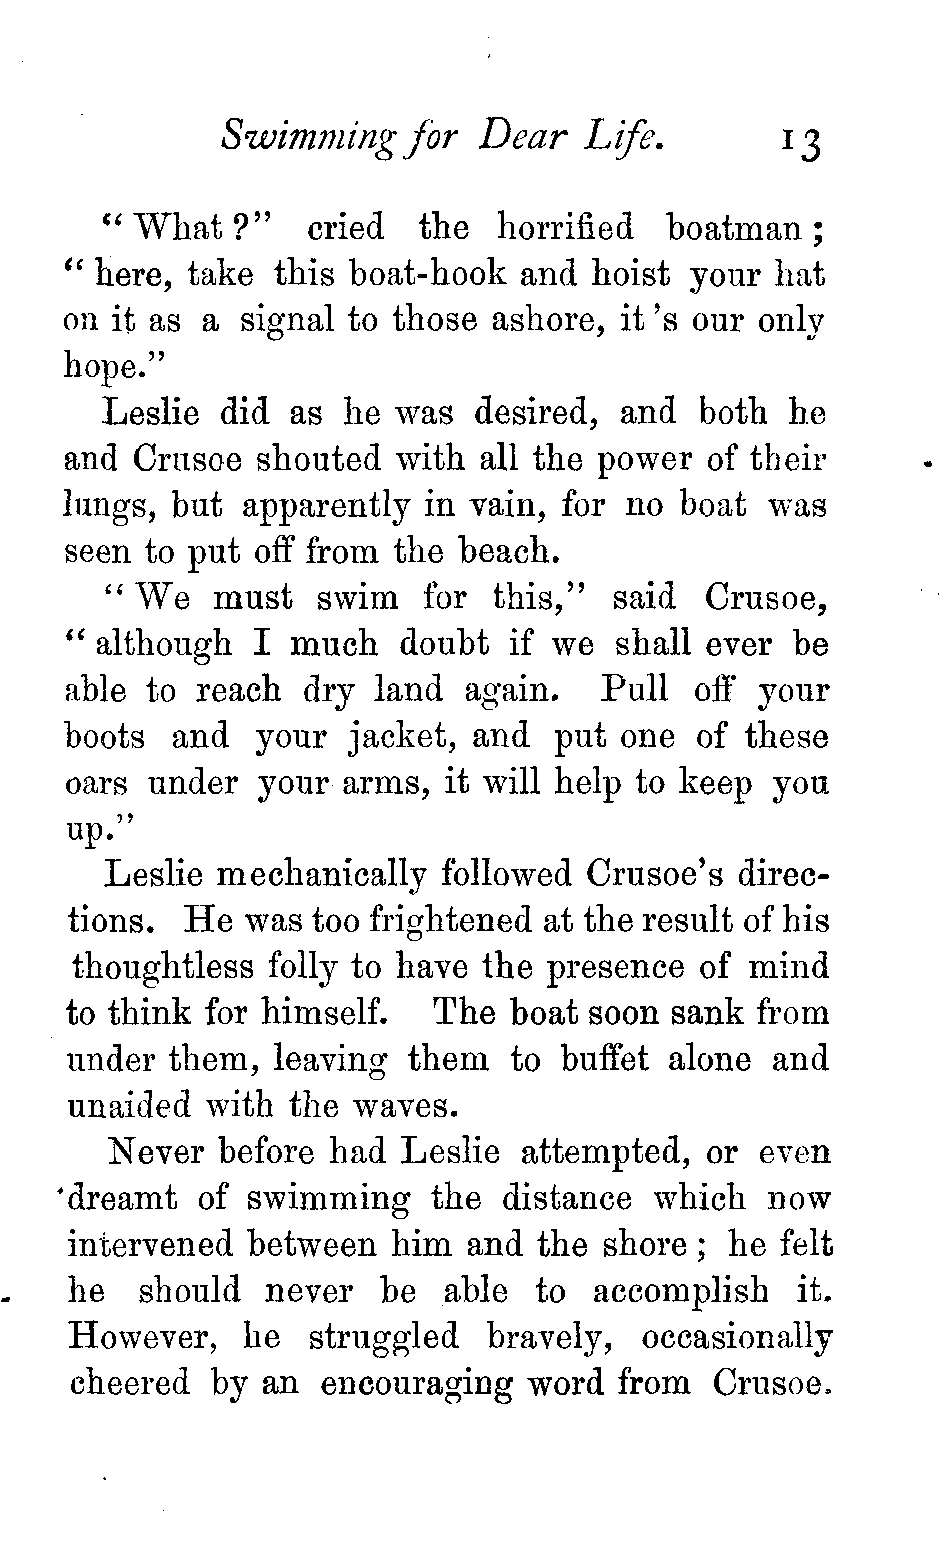 Swimming for Dear Life. 13
“ What ?” cried the horrified boatman ;
“ here, take this boat-hook and hoist your hat
on it as a signal to those ashore, it 's our only
hope.”
Leslie did as he was desired, and both he
and Crusoe shouted with all the power of their
lungs, but apparently in vain, for no boat was
seen to put off from the beach.
“ We must swim for this,” said Crusoe,
“ although I much doubt if we shall ever be
able to reach dry land again. Pull off your
boots and your jacket, and put one of these
oars under your arms, it will help to keep you
up.”
Leslie mechanically followed Crusoe's direc-
tions. He was too frightened at the result of his
thoughtless folly to have the presence of mind
to think for himself. The boat soon sank from
under them, leaving them to buffet alone and
unaided with the waves.
Never before had Leslie attempted, or even
dreamt of swimming the distance which now
intervened between him and the shore ; he felt
he should never be able to accomplish it.
However, he struggled bravely, occasionally
cheered by an encouraging word from Crusoe.